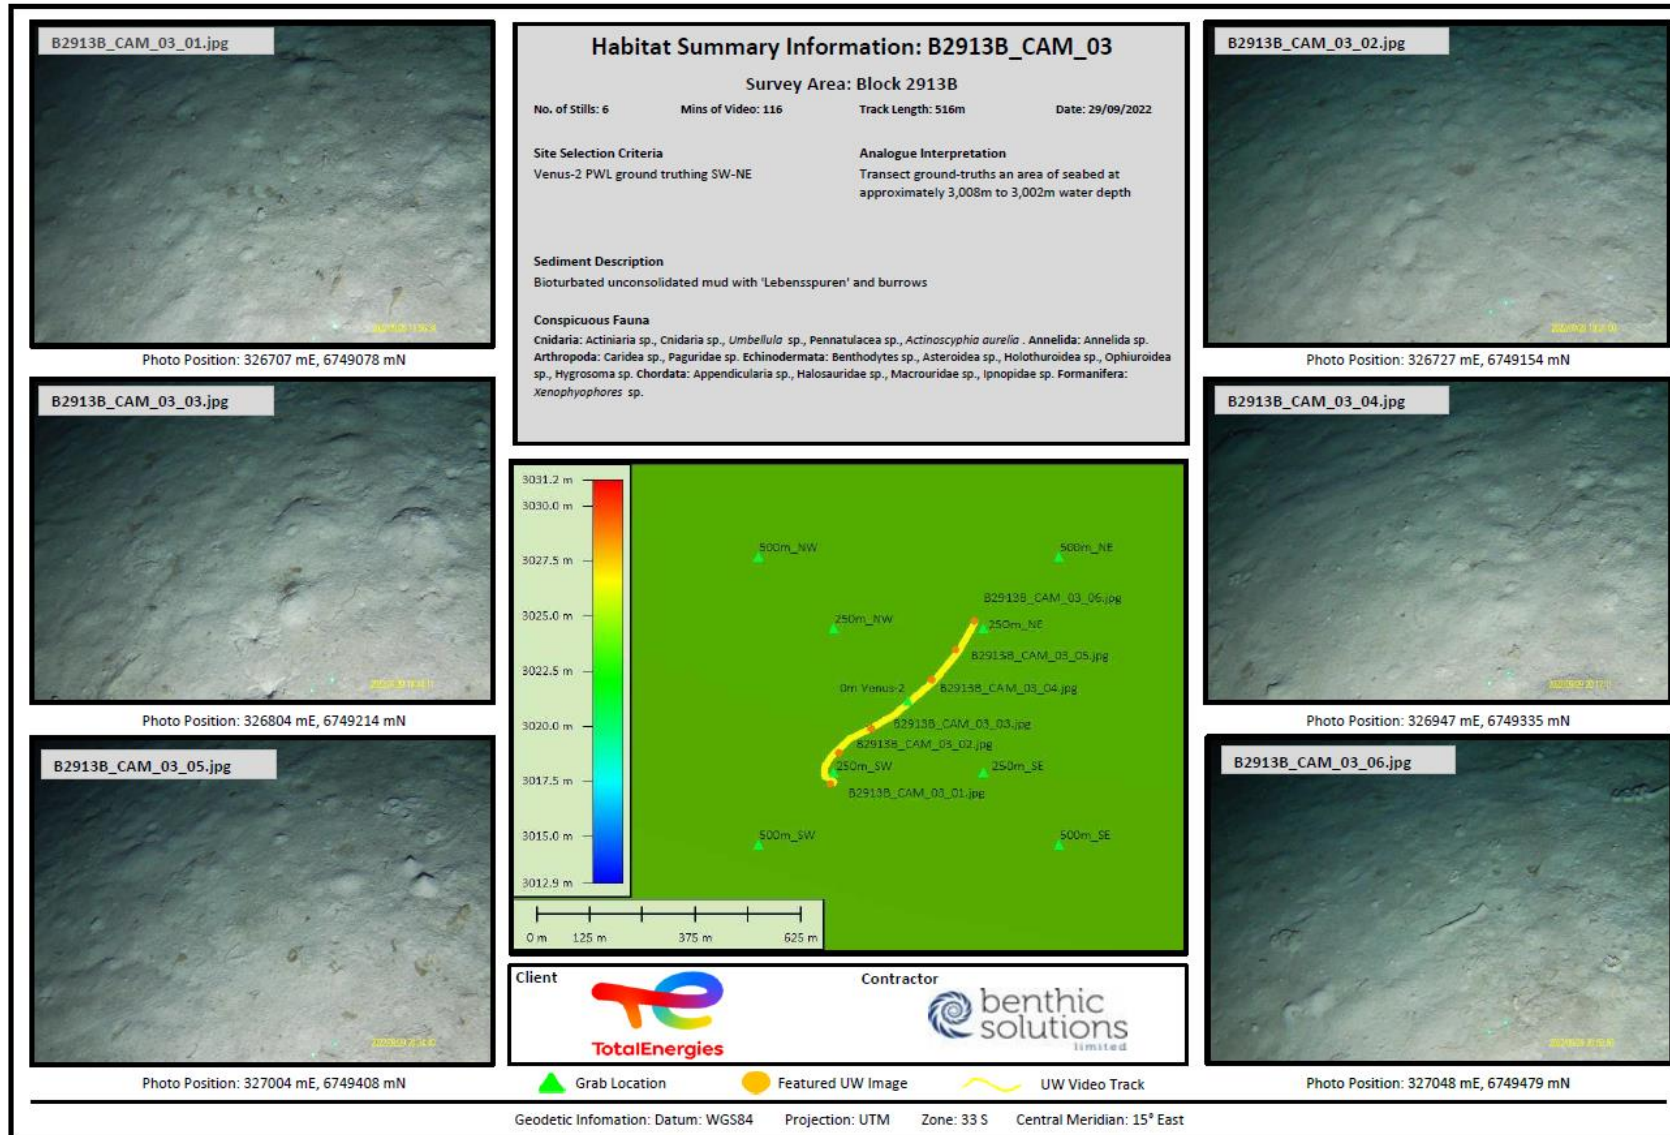 B2913B_CAM_03_01.jpg
Photo Position: 326707 mE, 6749078 mN
B2913B_CAM_03_03.jpg
Photo Position: 326804 mE, 6749214 mN
B2913B_CAM_03_05.jpg
Photo Position: 327004 mE, 6749408 mN
Habitat Summary Information: B2913B_CAM_03
Survey Area: Block 2913B
No. of Stills: 6 Mins of Video: 116 Track Length: 516m Date: 29/09/2022
Site Selection Criteria
Venus-2 PWL ground truthing SW-NE
Analogue Interpretation
Transect ground-truths an area of seabed at
approximately 3,008m to 3,002m water depth
Sediment Description
Bioturbated unconsolidated mud with 'Lebensspuren' and burrows
Conspicuous Fauna
Cnidaria: Actiniaria sp., Cnidaria sp., Umbellula sp., Pennatulacea sp., Actinoscyphia aurelia . Annelida: Annelida sp.
Arthropoda: Caridea sp., Paguridae sp. Echinodermata: Benthodytes sp., Asteroidea sp., Holothuroidea sp., Ophiuroidea
sp., Hygrosoma sp. Chordata: Appendicularia sp., Halosauridae sp., Macrouridae sp., Ipnopidae sp. Formanifera:
Xenophyophores sp.
3031.2 m
3030.0 m
3027.5 m
3025.0 m
3022.5 m
3020.0 m
3017.5 m
3015.0 m
3012.9 m
0 m 125 m 375 m 625 m
500m_NW
500m_NE
B2913B_CAM_03_06.jpg
250m_NW
250m_NE
B2913B_CAM_03_05.jpg
0m Venus-2
B2913B_CAM_03_04.jpg
B2913B_CAM_03_03.jpg
B2913B_CAM_03_02.jpg
250m_SW
250m_SE
B2913B_CAM_03_01.jpg
500m_SW
500m_SE
Client
TotalEnergies
Contractor
benthic
solutions
limited
Grab Location Featured UW Image UW Video Track
B2913B_CAM_03_02.jpg
Photo Position: 326727 mE, 6749154 mN
B2913B_CAM_03_04.jpg
Photo Position: 326947 mE, 6749335 mN
B2913B_CAM_03_06.jpg
Photo Position: 327048 mE, 6749479 mN
Geodetic Infomation: Datum: WGS84 Projection: UTM Zone: 33 S Central Meridian: 15° East